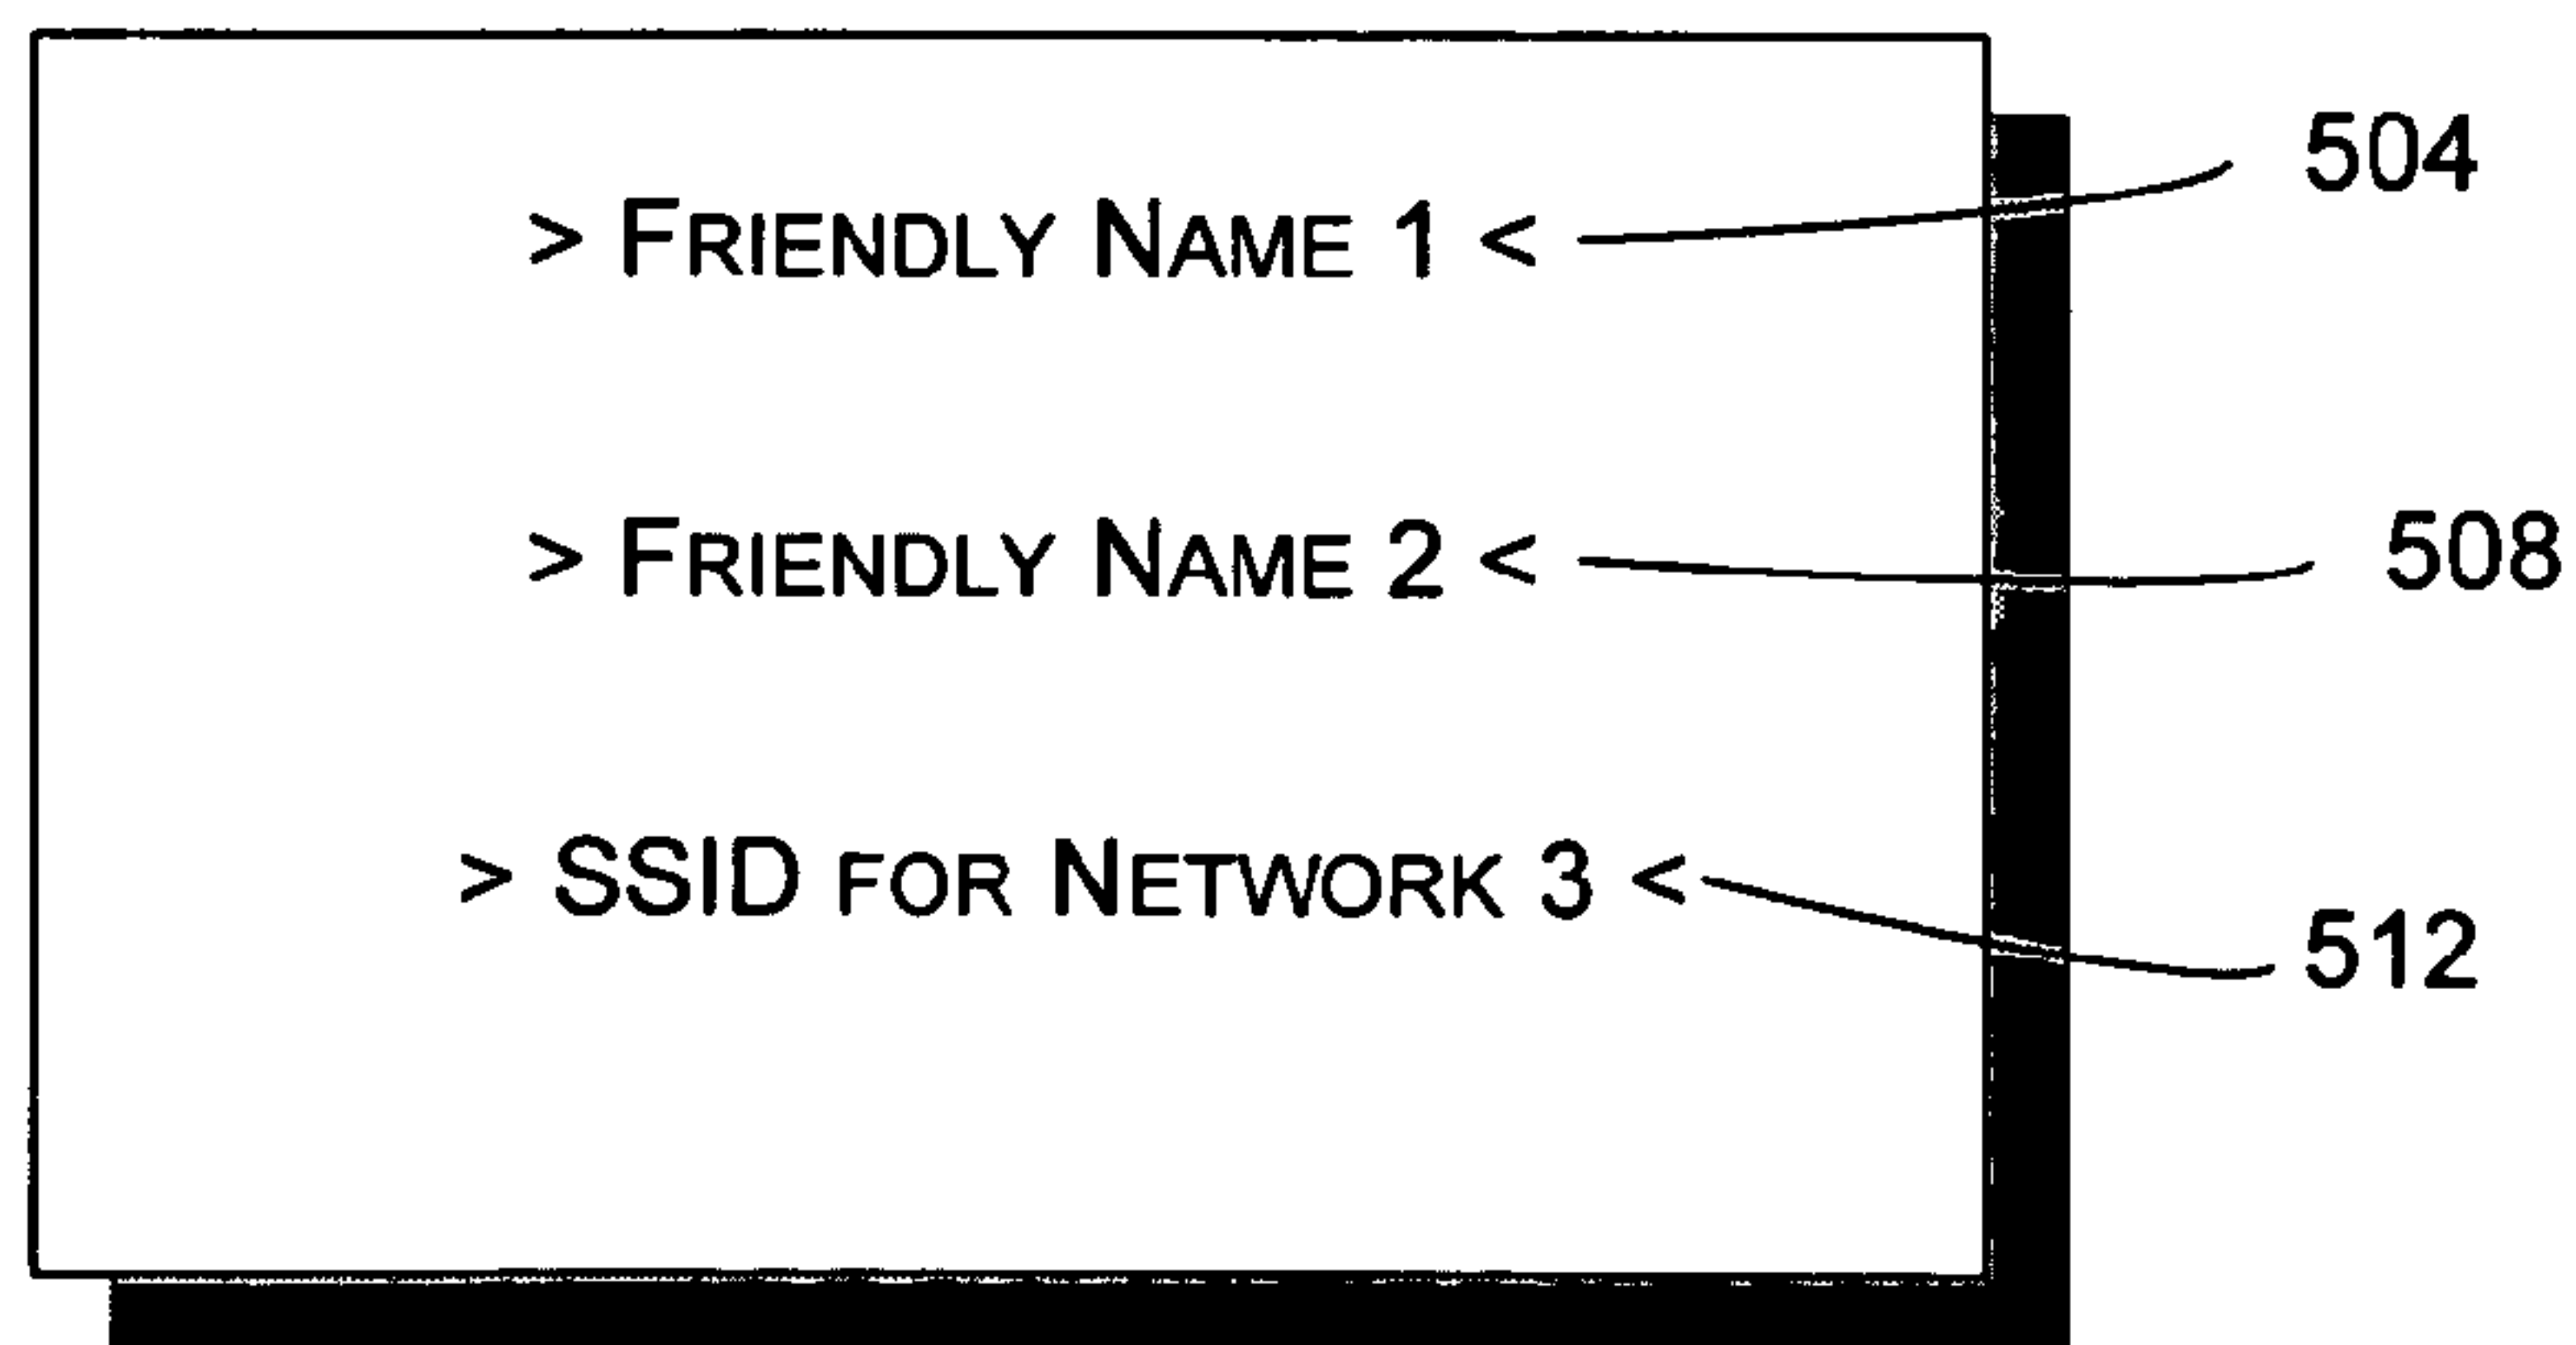 > FRIENDLY NAME 1 < 504
> FRIENDLY NAME 2 < 508
> SSID FOR NETWORK 3 < 512